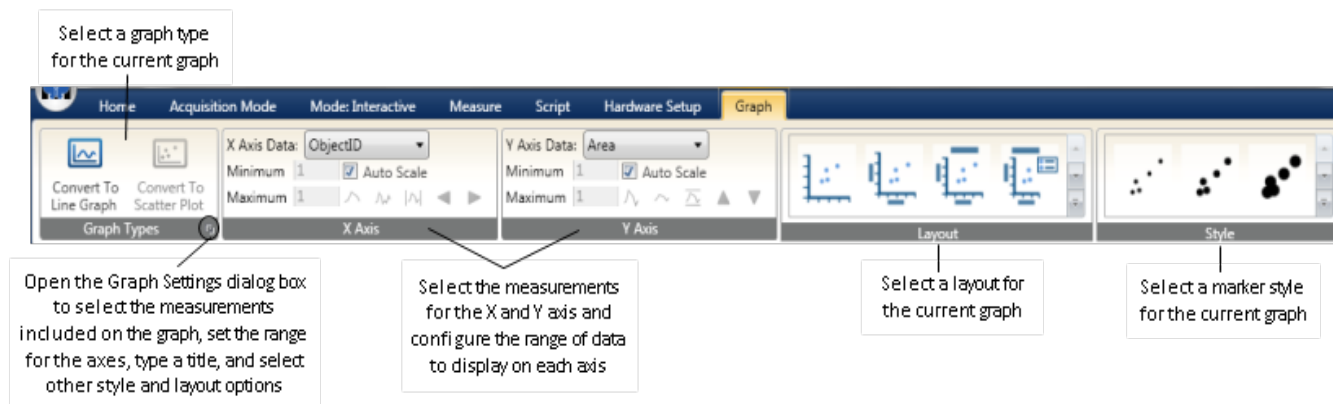 Select a graph type
for the current graph
Home Acquisition Mode Mode: Interactive Measure Script Hardware Setup Graph
X Axis Data: ObjectID
Minimum 1 Auto Scale
Maximum 1
Y Axis Data: Area
Minimum 1 Auto Scale
Maximum 1
Convert To
Line Graph
Convert To
Scatter Plot
Graph Types
X Axis
Y Axis
Layout
Style
Open the Graph Settings dialog box
to select the measurements
included on the graph, set the range
for the axes, type a title, and select
other style and layout options
Select the measurements
for the X and Y axis and
configure the range of data
to display on each axis
Select a layout for
the current graph
Select a marker style
for the current graph